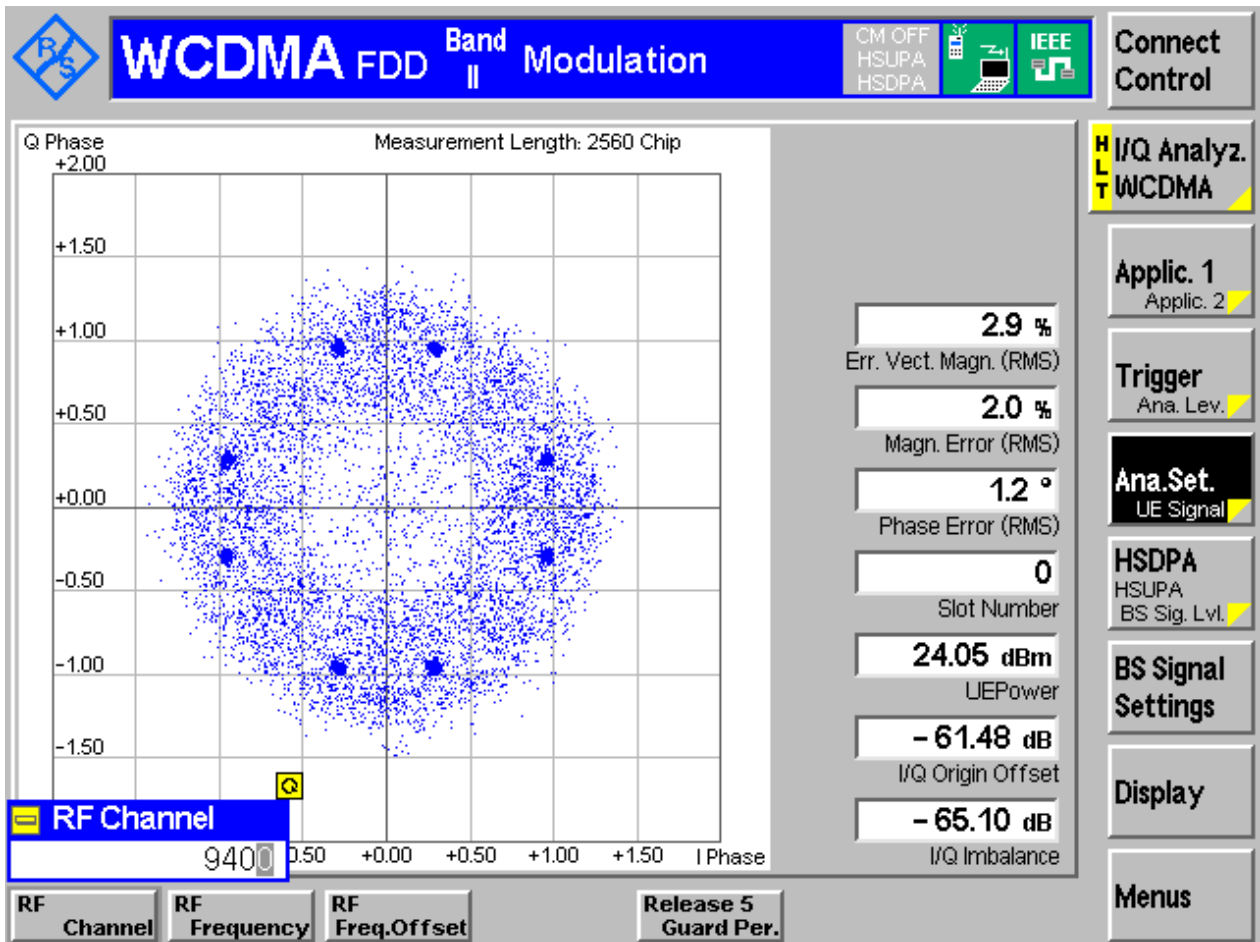 R/S
WCDMA FDD Band II Modulation
CM OFF
HSUPA
HSDPA
IEEE
Connect
Control
Q Phase
Measurement Length: 2560 Chip
+2.00
+1.50
+1.00
+0.50
+0.00
-0.50
-1.00
-1.50
Q
RF Channel
9400
0.50 +0.00 +0.50 +1.00 +1.50 I Phase
2.9 %
Err. Vect. Magn. (RMS)
2.0 %
Magn. Error (RMS)
1.2 °
Phase Error (RMS)
0
Slot Number
24.05 dBm
UEPower
- 61.48 dB
I/Q Origin Offset
- 65.10 dB
I/Q Imbalance
HLT
I/Q Analyz.
WCDMA
Applic. 1
Applic. 2
Trigger
Ana. Lev.
Ana.Set.
UE Signal
HSDPA
HSUPA
BS Sig. Lvl.
BS Signal
Settings
Display
Menus
RF
Channel
RF
Frequency
RF
Freq.Offset
Release 5
Guard Per.